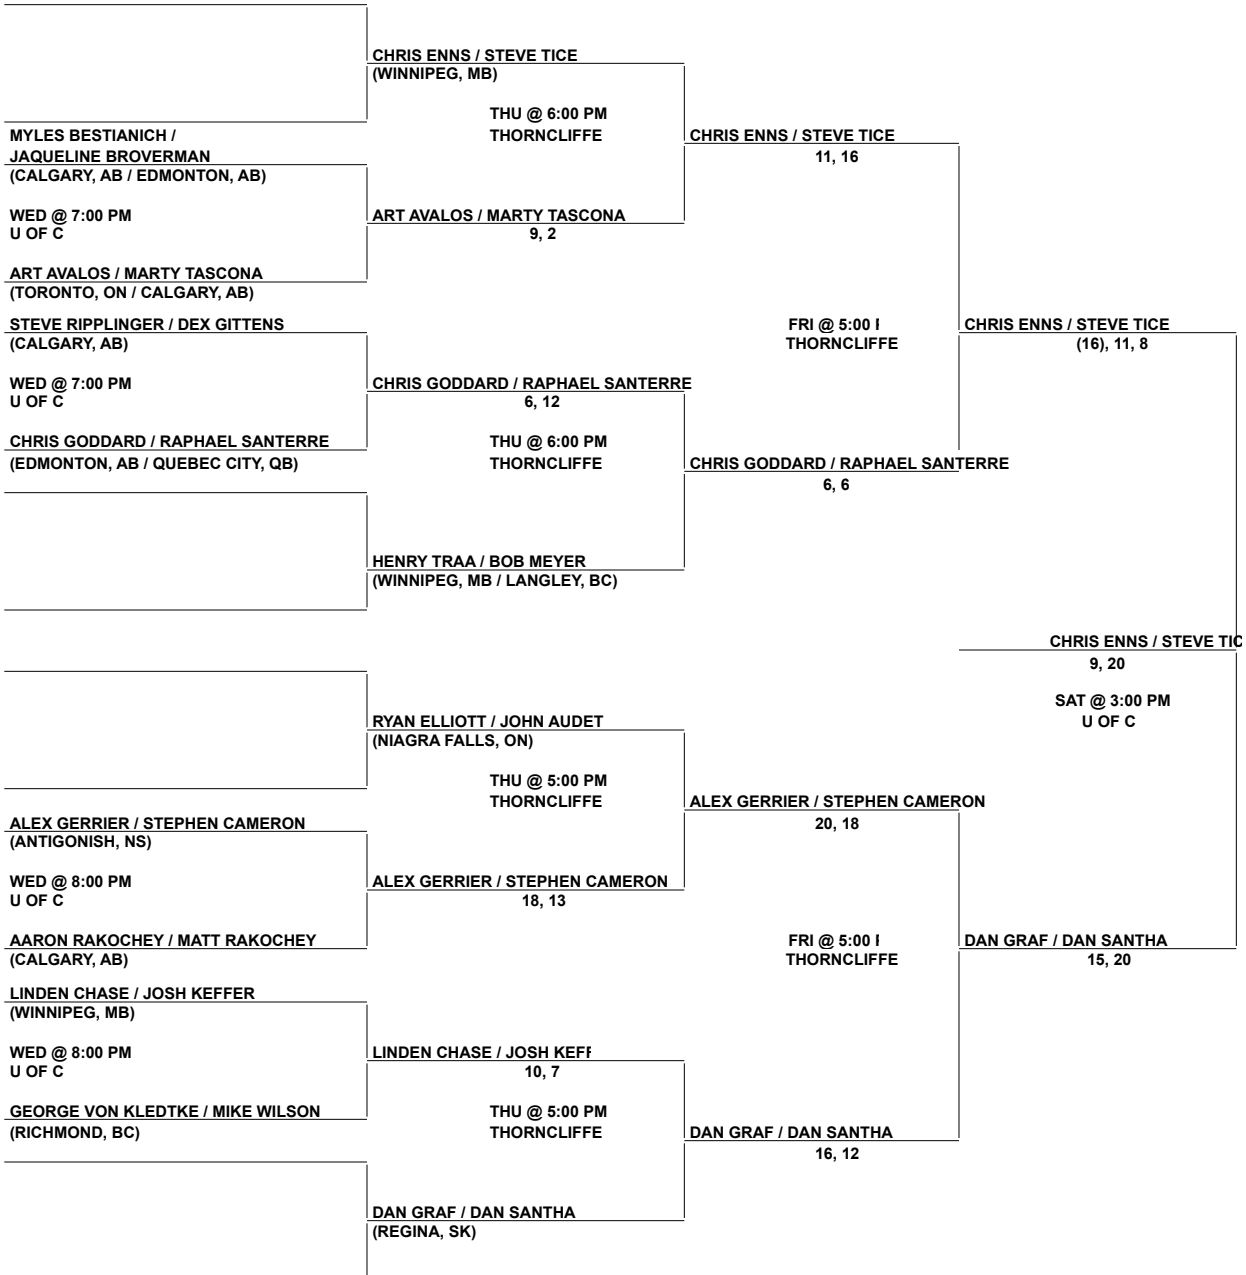 CHRIS ENNS / STEVE TICE
(WINNIPEG, MB)
THU @ 6:00 PM
THORNCLIFFE
MYLES BESTIANICH /
JAQUELINE BROVERMAN
(CALGARY, AB / EDMONTON, AB)
CHRIS ENNS / STEVE TICE
11, 16
WED @ 7:00 PM
U OF C
ART AVALOS / MARTY TASCONA
9, 2
ART AVALOS / MARTY TASCONA
(TORONTO, ON / CALGARY, AB)
STEVE RIPPLINGER / DEX GITTENS
(CALGARY, AB)
FRI @ 5:00
THORNCLIFFE
CHRIS ENNS / STEVE TICE
(16), 11, 8
WED @ 7:00 PM
U OF C
CHRIS GODDARD / RAPHAEL SANTERRE
6, 12
CHRIS GODDARD / RAPHAEL SANTERRE
(EDMONTON, AB / QUEBEC CITY, QB)
THU @ 6:00 PM
THORNCLIFFE
CHRIS GODDARD / RAPHAEL SANTERRE
6, 6
HENRY TRAA / BOB MEYER
(WINNIPEG, MB / LANGLEY, BC)
CHRIS ENNS / STEVE TIC
9, 20
SAT @ 3:00 PM
U OF C
RYAN ELLIOTT / JOHN AUDET
(NIAGRA FALLS, ON)
THU @ 5:00 PM
THORNCLIFFE
ALEX GERRIER / STEPHEN CAMERON
20, 18
ALEX GERRIER / STEPHEN CAMERON
(ANTIGONISH, NS)
WED @ 8:00 PM
U OF C
ALEX GERRIER / STEPHEN CAMERON
18, 13
AARON RAKOCHEY / MATT RAKOCHEY
(CALGARY, AB)
FRI @ 5:00
THORNCLIFFE
DAN GRAF / DAN SANTHA
15, 20
LINDEN CHASE / JOSH KEFFER
(WINNIPEG, MB)
WED @ 8:00 PM
U OF C
LINDEN CHASE / JOSH KEFF
10, 7
GEORGE VON KLEDTKE / MIKE WILSON
(RICHMOND, BC)
THU @ 5:00 PM
THORNCLIFFE
DAN GRAF / DAN SANTHA
16, 12
DAN GRAF / DAN SANTHA
(REGINA, SK)